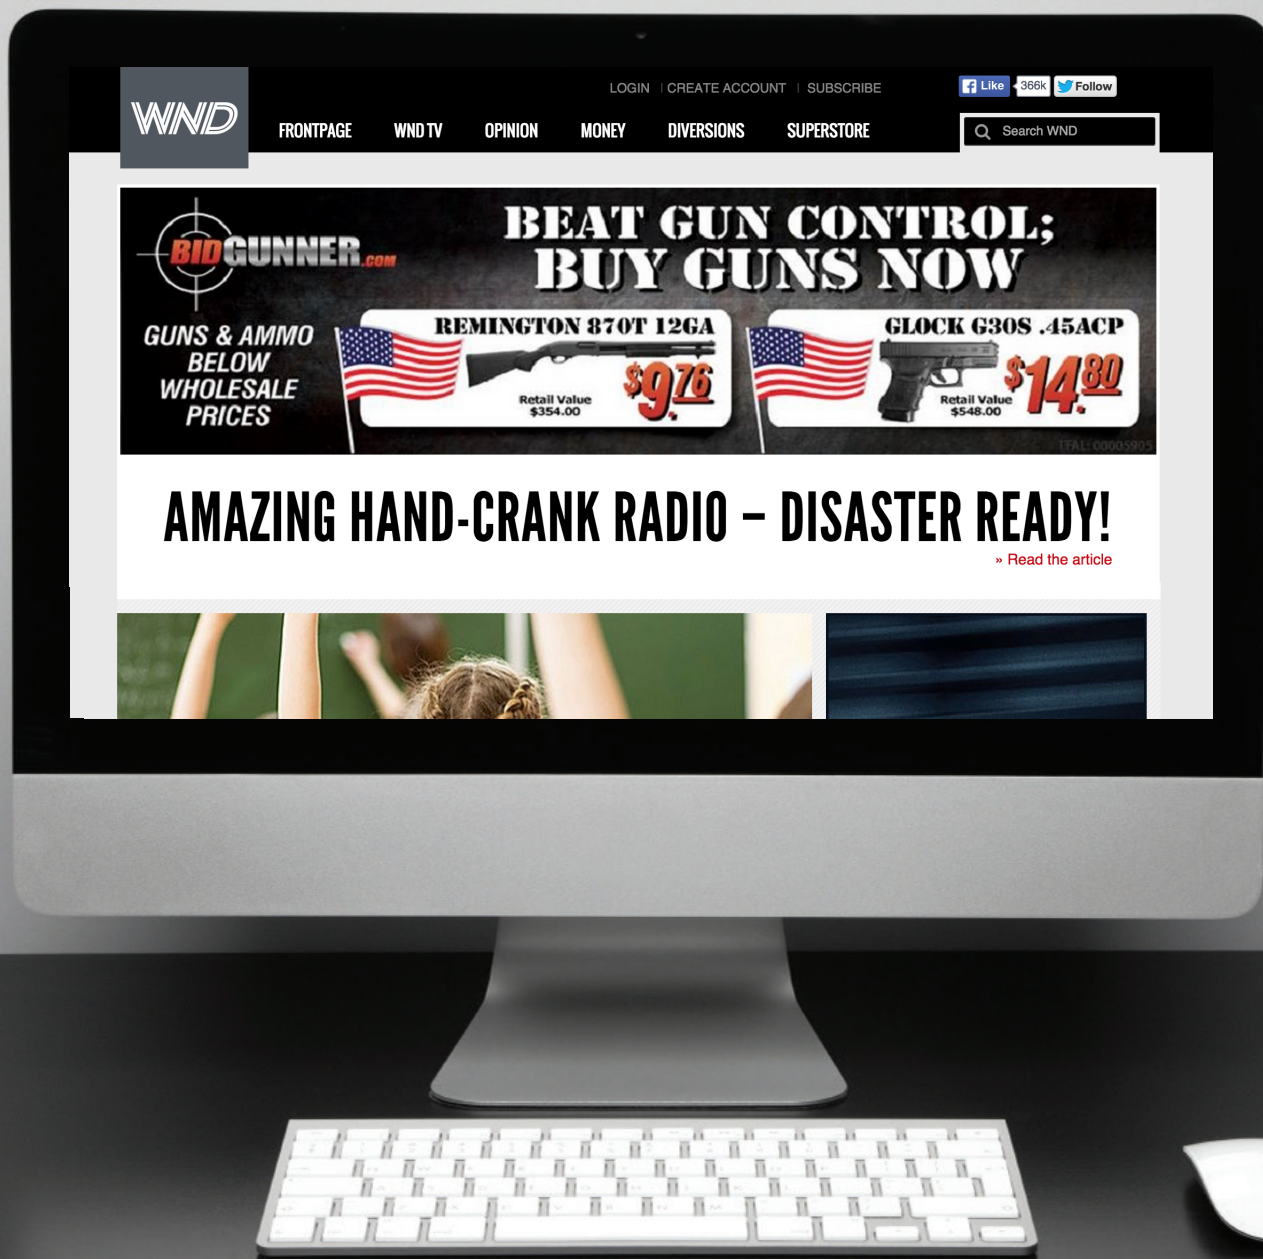 WND
LOGIN | CREATE ACCOUNT | SUBSCRIBE
Like 366k Follow
FRONTPAGE WND TV OPINION MONEY DIVERSIONS SUPERSTORE
Search WND
BIDGUNNER.COM
BEAT GUN CONTROL;
BUY GUNS NOW
GUNS & AMMO
BELOW
WHOLESALE
PRICES
REMINGTON 870T 12GA
Retail Value
$354.00
$9.76
GLOCK G30S .45ACP
Retail Value
$548.00
$14.80
TFAL: 00005905
AMAZING HAND-CRANK RADIO – DISASTER READY!
» Read the article